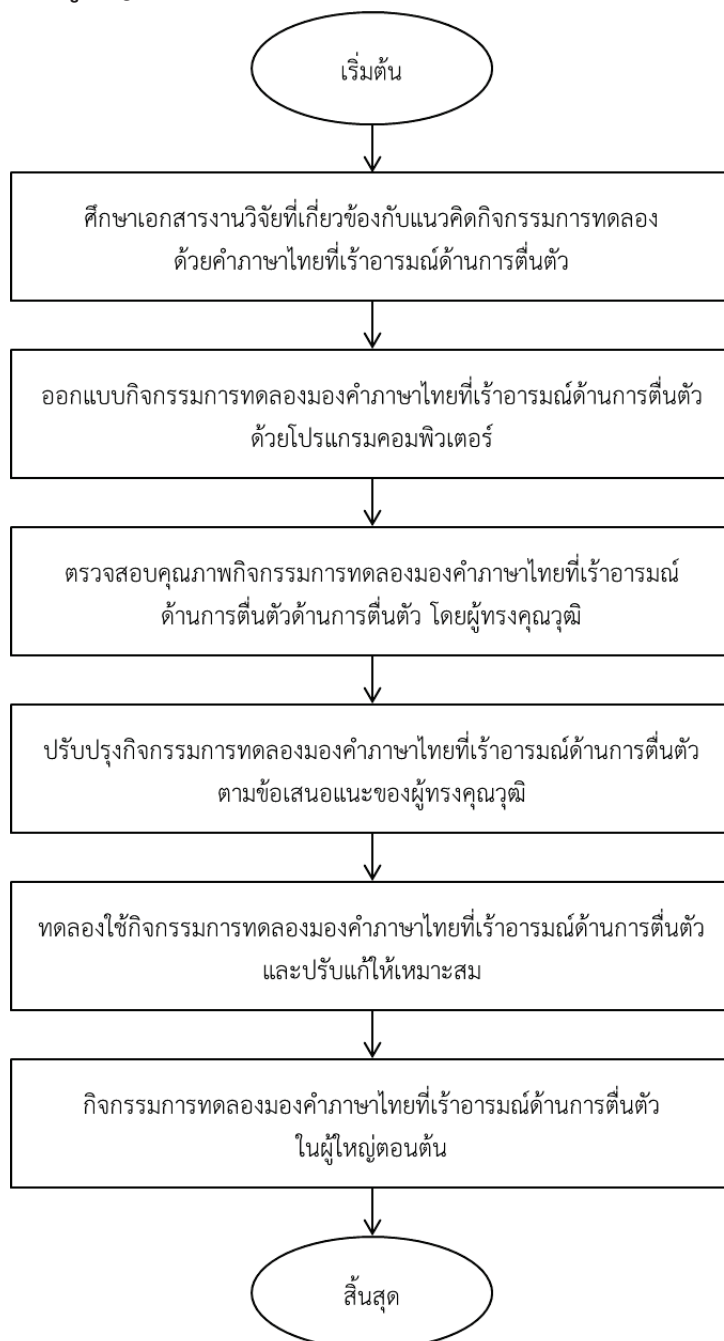 เริ่มต้น
ศึกษาเอกสารงานวิจัยที่เกี่ยวข้องกับแนวคิดกิจกรรมการทดลอง
ด้วยคำภาษาไทยที่เร้าอารมณ์ด้านการตื่นตัว
ออกแบบกิจกรรมการทดลองมองคำภาษาไทยที่เร้าอารมณ์ด้านการตื่นตัว
ด้วยโปรแกรมคอมพิวเตอร์
ตรวจสอบคุณภาพกิจกรรมการทดลองมองคำภาษาไทยที่เร้าอารมณ์
ด้านการตื่นตัวด้านการตื่นตัว โดยผู้ทรงคุณวุฒิ
ปรับปรุงกิจกรรมการทดลองมองคำภาษาไทยที่เร้าอารมณ์ด้านการตื่นตัว
ตามข้อเสนอแนะของผู้ทรงคุณวุฒิ
ทดลองใช้กิจกรรมการทดลองมองคำภาษาไทยที่เร้าอารมณ์ด้านการตื่นตัว
และปรับแก้ให้เหมาะสม
กิจกรรมการทดลองมองคำภาษาไทยที่เร้าอารมณ์ด้านการตื่นตัว
ในผู้ใหญ่ตอนต้น
สิ้นสุด